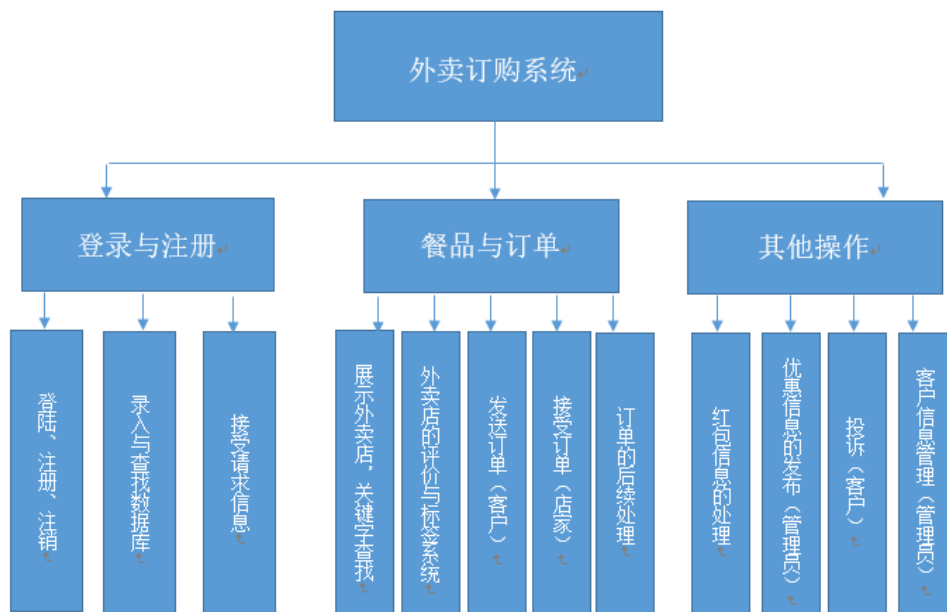 外卖订购系统
登录与注册
餐品与订单
其他操作
登陆、注册、注销
录入与查找数据库
接受请求信息
展示外卖店，关键字查找
外卖店的评价与标签系统
发送订单（客户）
接受订单（店家）
订单的后续处理
红包信息的处理
优惠信息的发布（管理员）
投诉（客户）
客户信息管理（管理员）